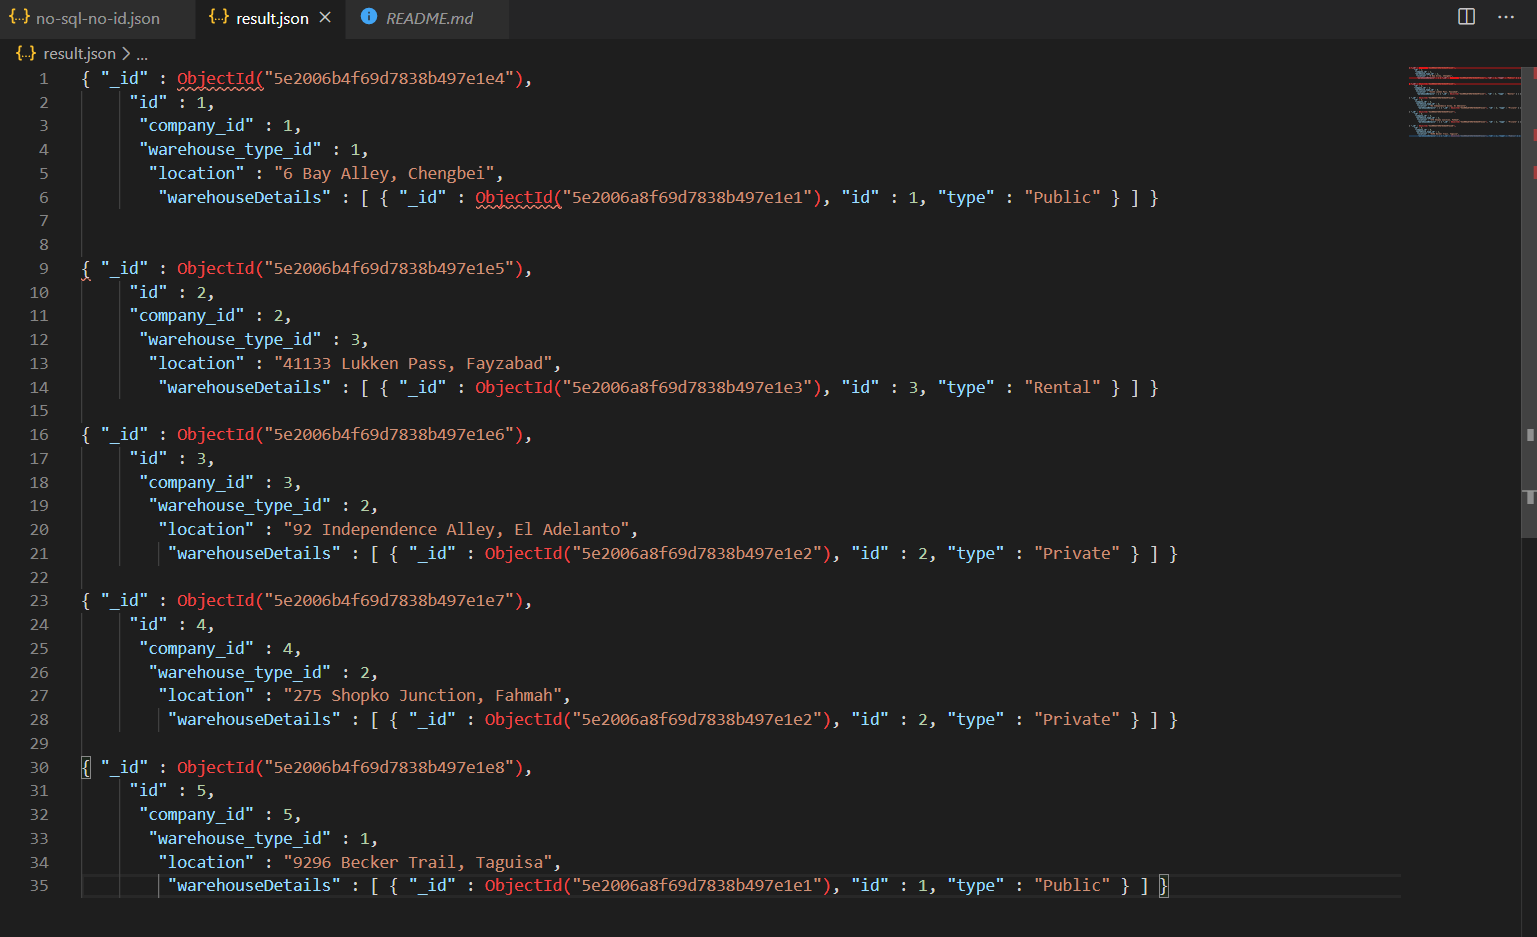 {..} no-sql-no-id.json {..} result.json × i README.md ...
{..} result.json > ...
1 { "_id" : ObjectId("5e2006b4f69d7838b497e1e4"),
2 "id" : 1,
3 "company_id" : 1,
4 "warehouse_type_id" : 1,
5 "location" : "6 Bay Alley, Chengbei",
6 "warehouseDetails" : [ { "_id" : ObjectId("5e2006a8f69d7838b497e1e1"), "id" : 1, "type" : "Public" } ] }
7
8
9 { "_id" : ObjectId("5e2006b4f69d7838b497e1e5"),
10 "id" : 2,
11 "company_id" : 2,
12 "warehouse_type_id" : 3,
13 "location" : "41133 Lukken Pass, Fayzabad",
14 "warehouseDetails" : [ { "_id" : ObjectId("5e2006a8f69d7838b497e1e3"), "id" : 3, "type" : "Rental" } ] }
15
16 { "_id" : ObjectId("5e2006b4f69d7838b497e1e6"),
17 "id" : 3,
18 "company_id" : 3,
19 "warehouse_type_id" : 2,
20 "location" : "92 Independence Alley, El Adelanto",
21 "warehouseDetails" : [ { "_id" : ObjectId("5e2006a8f69d7838b497e1e2"), "id" : 2, "type" : "Private" } ] }
22
23 { "_id" : ObjectId("5e2006b4f69d7838b497e1e7"),
24 "id" : 4,
25 "company_id" : 4,
26 "warehouse_type_id" : 2,
27 "location" : "275 Shopko Junction, Fahmah",
28 "warehouseDetails" : [ { "_id" : ObjectId("5e2006a8f69d7838b497e1e2"), "id" : 2, "type" : "Private" } ] }
29
30 { "_id" : ObjectId("5e2006b4f69d7838b497e1e8"),
31 "id" : 5,
32 "company_id" : 5,
33 "warehouse_type_id" : 1,
34 "location" : "9296 Becker Trail, Taguisa",
35 "warehouseDetails" : [ { "_id" : ObjectId("5e2006a8f69d7838b497e1e1"), "id" : 1, "type" : "Public" } ] }